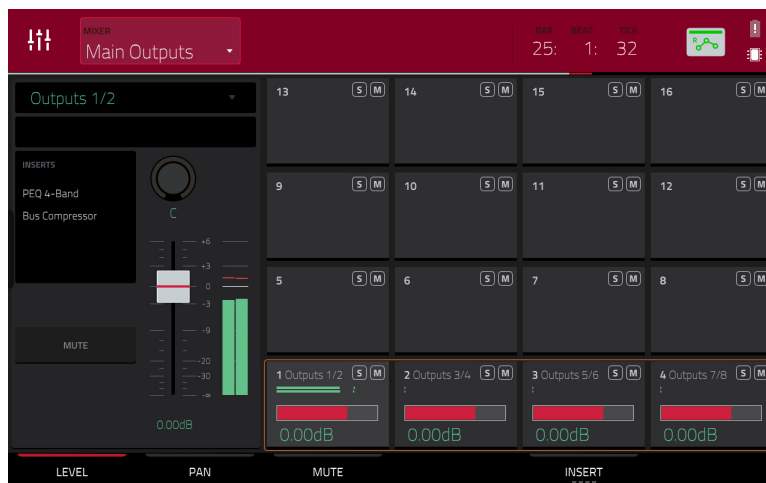 MIXER
Main Outputs
BAR BEAT TICK
25: 1: 32
R
Outputs 1/2
INSERTS
PEQ 4-Band
Bus Compressor
C
+6
+3
0
-3
-9
-20
-30
-∞
MUTE
0.00dB
13 S M
14 S M
15 S M
16 S M
9 S M
10 S M
11 S M
12 S M
5 S M
6 S M
7 S M
8 S M
1 Outputs 1/2 S M
2 Outputs 3/4 S M
3 Outputs 5/6 S M
4 Outputs 7/8 S M
0.00dB
0.00dB
0.00dB
0.00dB
LEVEL
PAN
MUTE
INSERT